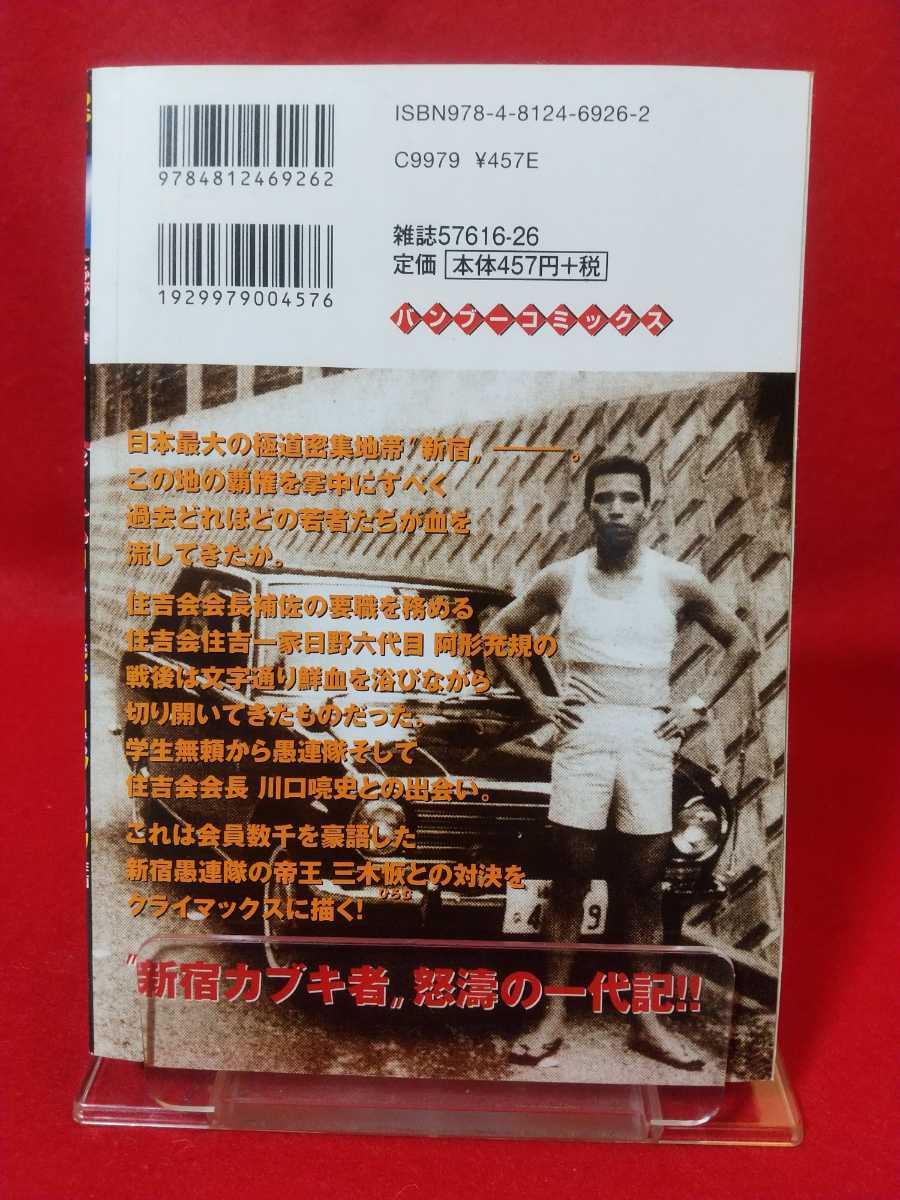 ISBN978-4-8124-6926-2
C9979 ¥457E
9784812469262
雑誌57616-26
定価 本体457円+税
1929979004576
バンブーコミックス
日本最大の極道密集地帯〝新宿〟―――。
この地の覇権を掌中にすべく
過去どれほどの若者たちが血を
流してきたか。
住吉会会長補佐の要職を務める
住吉会住吉一家日野六代目 阿形充規の
戦後は文字通り鮮血を浴びながら
切り開いてきたものだった。
学生無頼から愚連隊そして
住吉会会長 川口喨史との出会い。
これは会員数千を豪語した
新宿愚連隊の帝王 三木恢との対決を
ひろし
クライマックスに描く!
〝新宿カブキ者〟怒濤の一代記!!